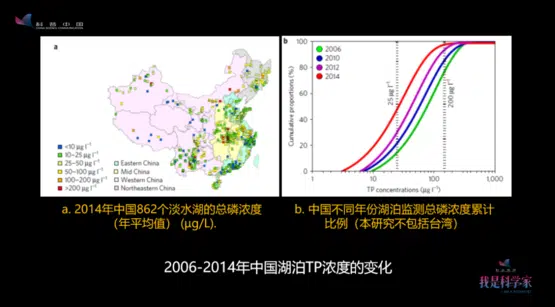 科普中国
CHINA SCIENCE COMMUNICATION
a
<10 μg l⁻¹
10–25 μg l⁻¹
25–50 μg l⁻¹
50–100 μg l⁻¹
100–200 μg l⁻¹
>200 μg l⁻¹
Eastern China
Mid China
Western China
Northeastern China
b
Cumulative proportions (%)
100
80
60
40
20
0
2006
2010
2012
2014
25 μg l⁻¹
200 μg l⁻¹
1
10
100
1,000
TP concentrations (μg l⁻¹)
a. 2014年中国862个淡水湖的总磷浓度
（年平均值） (μg/L).
b. 中国不同年份湖泊监测总磷浓度累计
比例（本研究不包括台湾）
2006-2014年中国湖泊TP浓度的变化
我是科学家